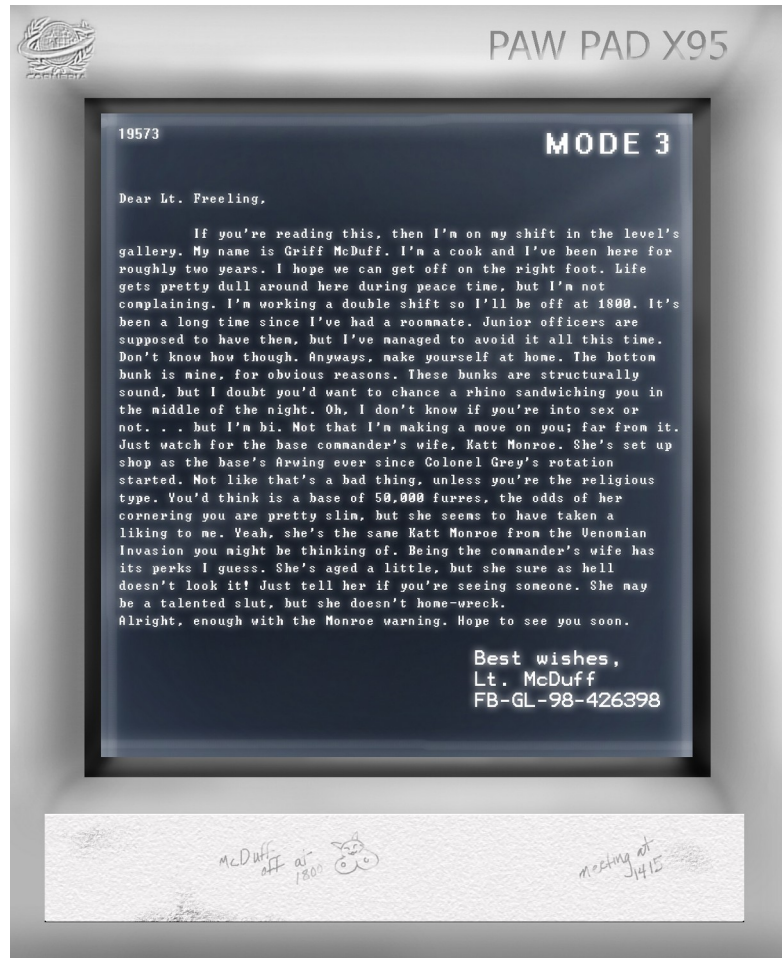 CORNERIA
PAW PAD X95
19573
MODE 3
Dear Lt. Freeling,
If you're reading this, then I'm on my shift in the level's
gallery. My name is Griff McDuff. I'm a cook and I've been here for
roughly two years. I hope we can get off on the right foot. Life
gets pretty dull around here during peace time, but I'm not
complaining. I'm working a double shift so I'll be off at 1800. It's
been a long time since I've had a roommate. Junior officers are
supposed to have them, but I've managed to avoid it all this time.
Don't know how though. Anyways, make yourself at home. The bottom
bunk is mine, for obvious reasons. These bunks are structurally
sound, but I doubt you'd want to chance a rhino sandwiching you in
the middle of the night. Oh, I don't know if you're into sex or
not. . . but I'm bi. Not that I'm making a move on you; far from it.
Just watch for the base commander's wife, Katt Monroe. She's set up
shop as the base's Arwing ever since Colonel Grey's rotation
started. Not like that's a bad thing, unless you're the religious
type. You'd think is a base of 50,000 furres, the odds of her
cornering you are pretty slim, but she seems to have taken a
liking to me. Yeah, she's the same Katt Monroe from the Venomian
Invasion you might be thinking of. Being the commander's wife has
its perks I guess. She's aged a little, but she sure as hell
doesn't look it! Just tell her if you're seeing someone. She may
be a talented slut, but she doesn't home-wreck.
Alright, enough with the Monroe warning. Hope to see you soon.
Best wishes,
Lt. McDuff
FB-GL-98-426398
McDuff
off at
1800
meeting at
1415